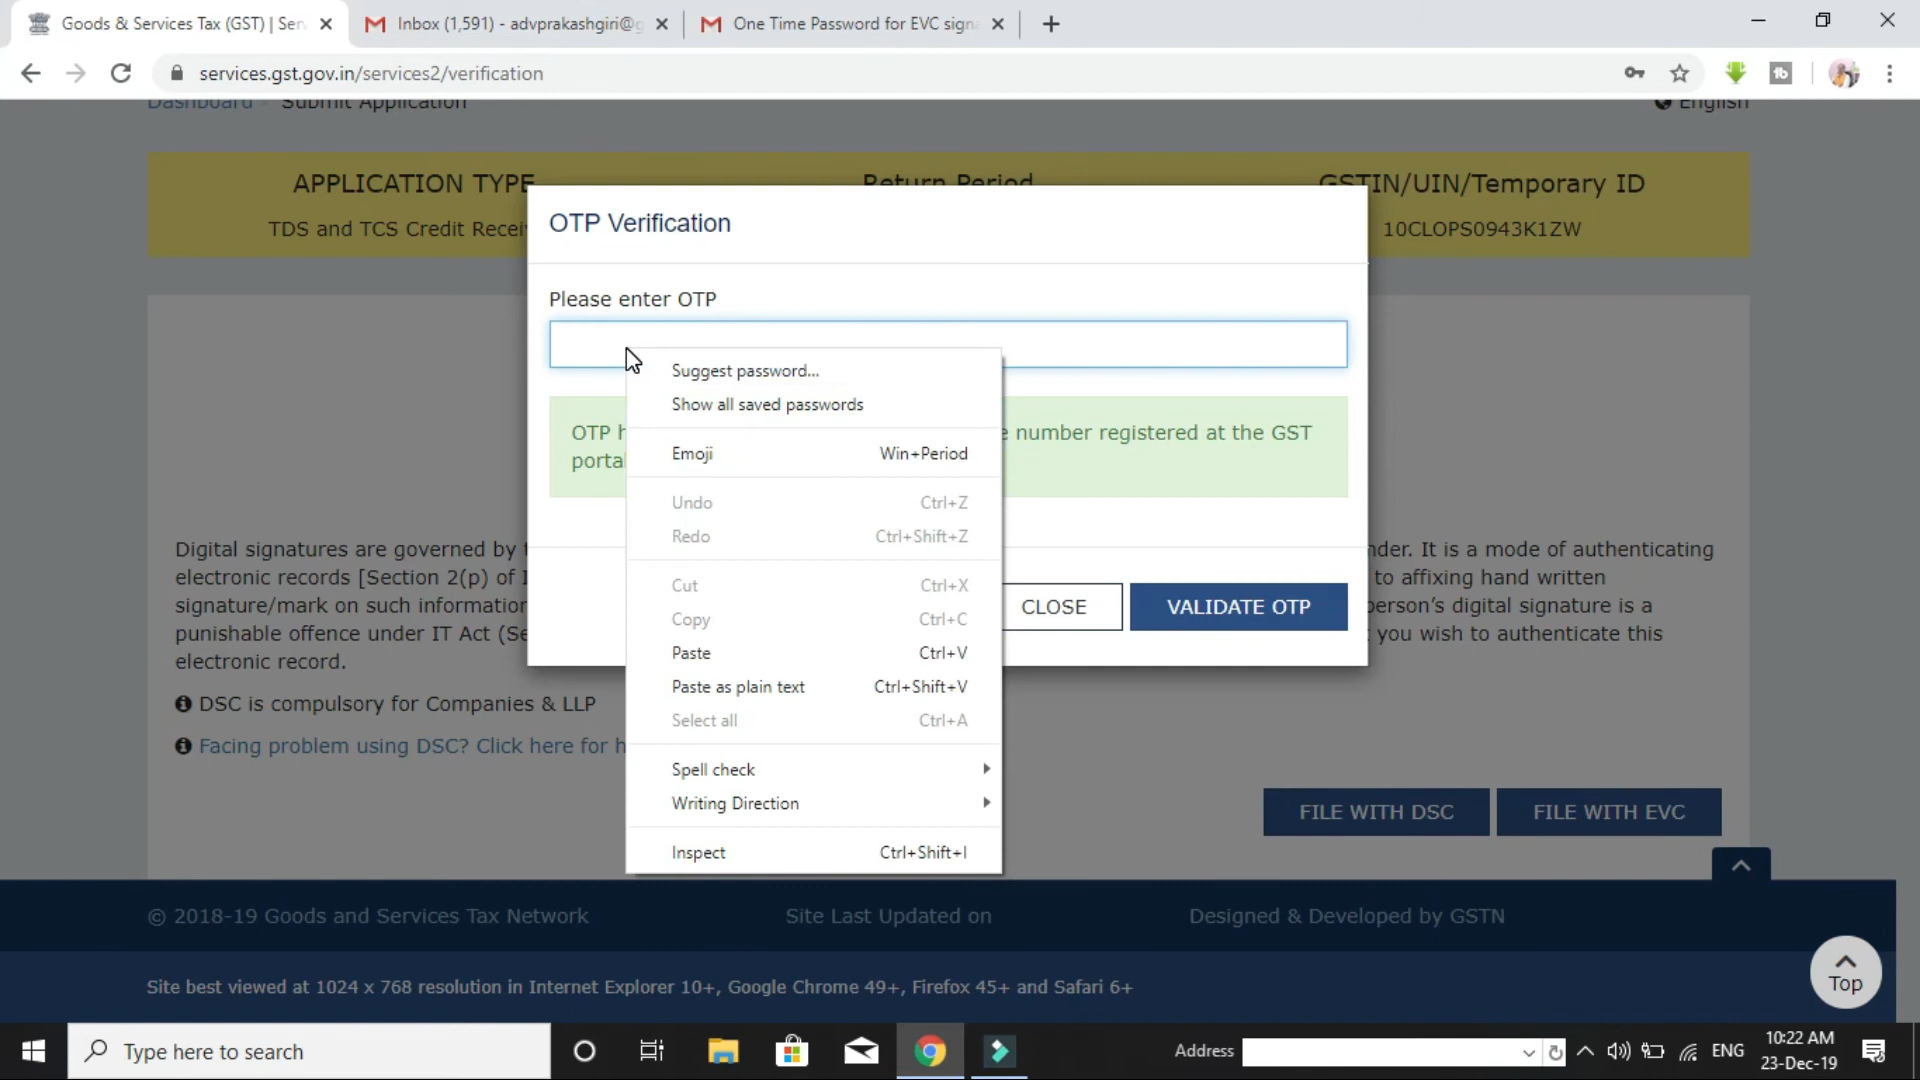 Goods & Services Tax (GST) | Ser
Inbox (1,591) - advprakashgiri@g
One Time Password for EVC sign
services.gst.gov.in/services2/verification
Dashboard Submit Application
English
APPLICATION TYPE
Return Period
GSTIN/UIN/Temporary ID
TDS and TCS Credit Recei
10CLOPS0943K1ZW
OTP Verification
Please enter OTP
OTP h
number registered at the GST
porta
CLOSE
VALIDATE OTP
Suggest password...
Show all saved passwords
Emoji Win+Period
Undo Ctrl+Z
Redo Ctrl+Shift+Z
Cut Ctrl+X
Copy Ctrl+C
Paste Ctrl+V
Paste as plain text Ctrl+Shift+V
Select all Ctrl+A
Spell check
Writing Direction
Inspect Ctrl+Shift+I
Digital signatures are governed by
nder. It is a mode of authenticating
electronic records [Section 2(p) of I
to affixing hand written
signature/mark on such information
person's digital signature is a
punishable offence under IT Act (Se
you wish to authenticate this
electronic record.
DSC is compulsory for Companies & LLP
Facing problem using DSC? Click here for h
FILE WITH DSC
FILE WITH EVC
© 2018-19 Goods and Services Tax Network
Site Last Updated on
Designed & Developed by GSTN
Site best viewed at 1024 x 768 resolution in Internet Explorer 10+, Google Chrome 49+, Firefox 45+ and Safari 6+
Top
Type here to search
Address
ENG
10:22 AM
23-Dec-19